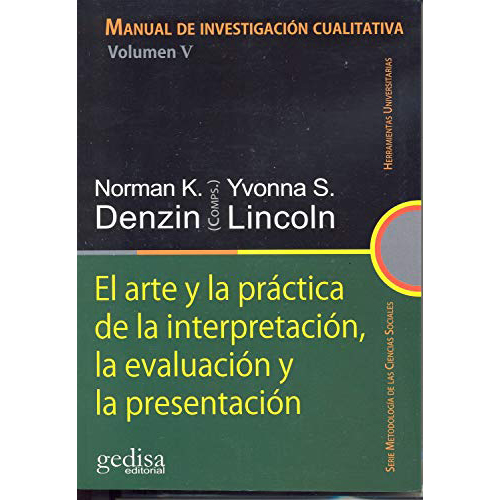 MANUAL DE INVESTIGACIÓN CUALITATIVA
Volumen V
HERRAMIENTAS UNIVERSITARIAS
Norman K.
Denzin
(COMPS.)
Yvonna S.
Lincoln
El arte y la práctica
de la interpretación,
la evaluación y
la presentación
SERIE METODOLOGÍA DE LAS CIENCIAS SOCIALES
gedisa
editorial